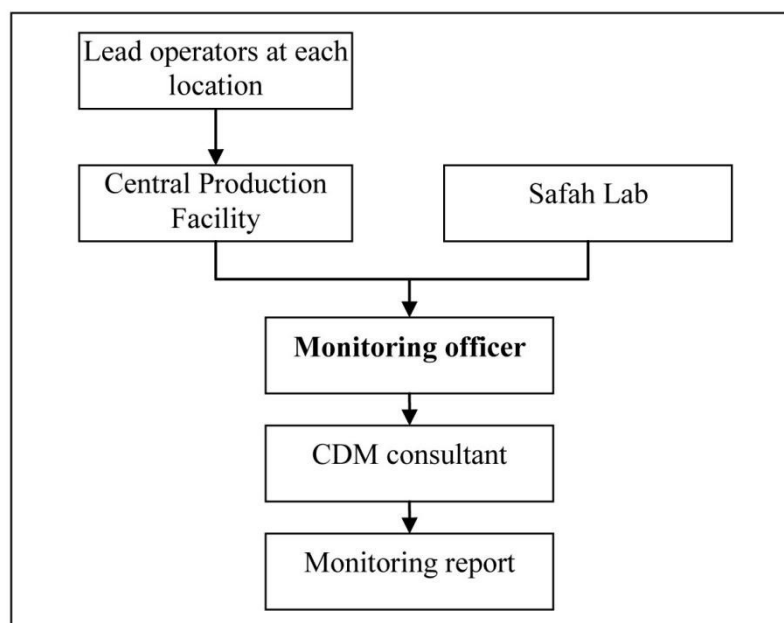 Lead operators at each
location
Central Production
Facility
Safah Lab
Monitoring officer
CDM consultant
Monitoring report